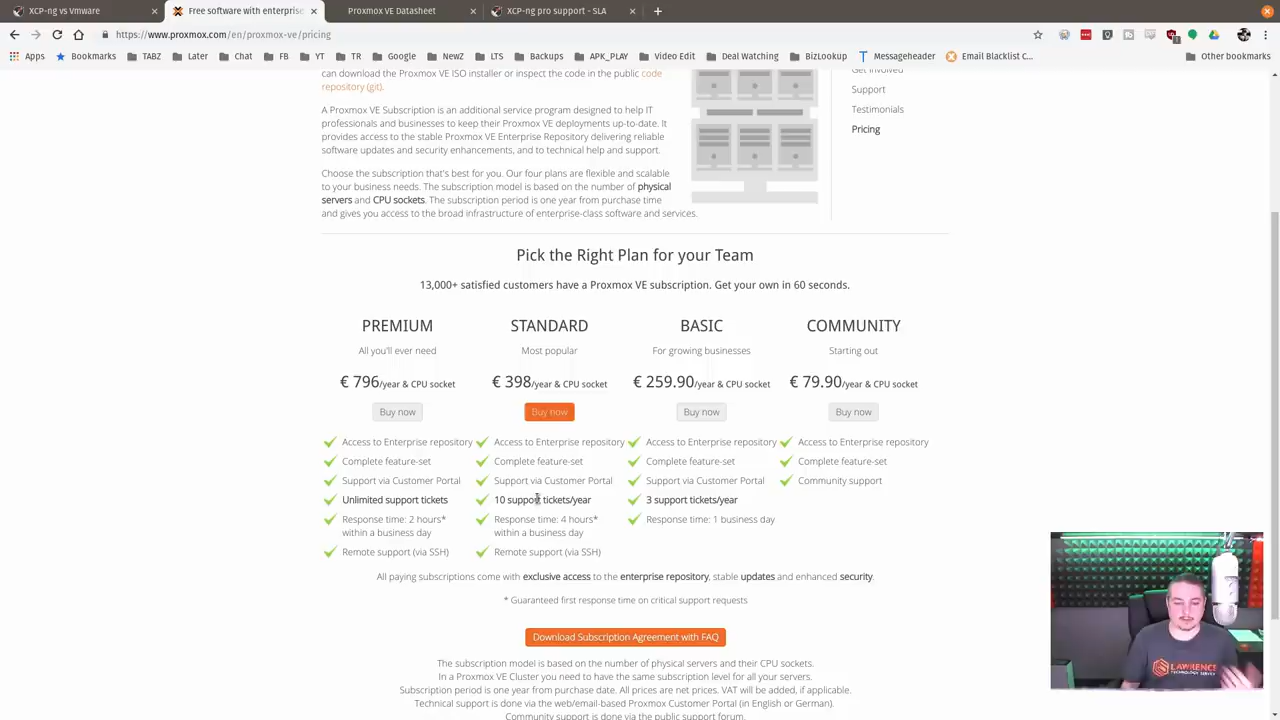 XCP-ng vs Vmware
Free software with enterprise
Proxmox VE Datasheet
XCP-ng pro support - SLA
https://www.proxmox.com/en/proxmox-ve/pricing
Apps
Bookmarks
TABZ
Later
Chat
FB
YT
TR
Google
NewZ
LTS
Backups
APK_PLAY
Video Edit
Deal Watching
BizLookup
Messageheader
Email Blacklist C...
Other bookmarks
can download the Proxmox VE ISO installer or inspect the code in the public code
repository (git).
A Proxmox VE Subscription is an additional service program designed to help IT
professionals and businesses to keep their Proxmox VE deployments up-to-date. It
provides access to the stable Proxmox VE Enterprise Repository delivering reliable
software updates and security enhancements, and to technical help and support.
Choose the subscription that's best for you. Our four plans are flexible and scalable
to your business needs. The subscription model is based on the number of physical
servers and CPU sockets. The subscription period is one year from purchase time
and gives you access to the broad infrastructure of enterprise-class software and services.
Get Involved
Support
Testimonials
Pricing
Pick the Right Plan for your Team
13,000+ satisfied customers have a Proxmox VE subscription. Get your own in 60 seconds.
PREMIUM
All you'll ever need
€ 796/year & CPU socket
Buy now
Access to Enterprise repository
Complete feature-set
Support via Customer Portal
Unlimited support tickets
Response time: 2 hours*
within a business day
Remote support (via SSH)
STANDARD
Most popular
€ 398/year & CPU socket
Buy now
Access to Enterprise repository
Complete feature-set
Support via Customer Portal
10 support tickets/year
Response time: 4 hours*
within a business day
Remote support (via SSH)
BASIC
For growing businesses
€ 259.90/year & CPU socket
Buy now
Access to Enterprise repository
Complete feature-set
Support via Customer Portal
3 support tickets/year
Response time: 1 business day
COMMUNITY
Starting out
€ 79.90/year & CPU socket
Buy now
Access to Enterprise repository
Complete feature-set
Community support
All paying subscriptions come with exclusive access to the enterprise repository, stable updates and enhanced security.
* Guaranteed first response time on critical support requests
Download Subscription Agreement with FAQ
The subscription model is based on the number of physical servers and their CPU sockets.
In a Proxmox VE Cluster you need to have the same subscription level for all your servers.
Subscription period is one year from purchase date. All prices are net prices. VAT will be added, if applicable.
Technical support is done via the web/email-based Proxmox Customer Portal (in English or German).
Community support is done via the public support forum.
LAWRENCE